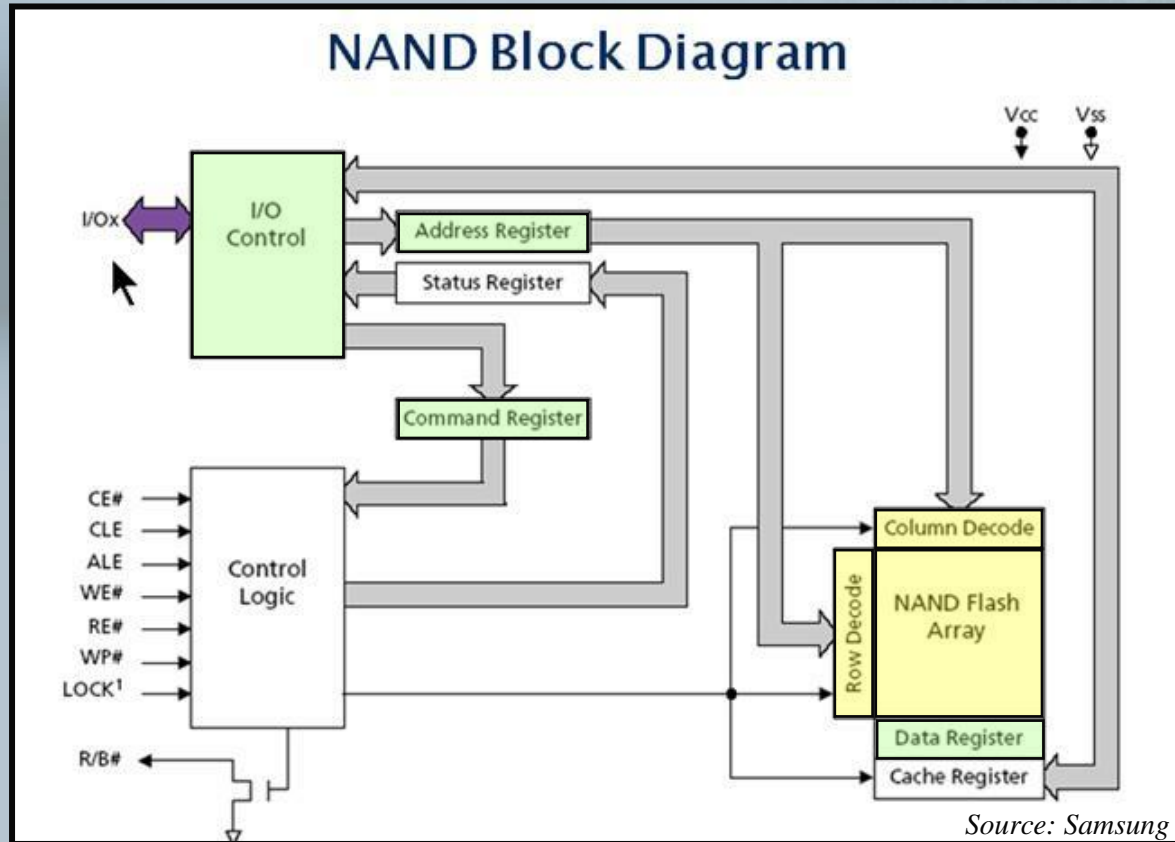 NAND Block Diagram
Vcc
Vss
I/Ox
I/O
Control
Address Register
Status Register
Command Register
CE#
CLE
ALE
WE#
RE#
WP#
LOCK¹
R/B#
Control
Logic
Column Decode
Row Decode
NAND Flash
Array
Data Register
Cache Register
Source: Samsung